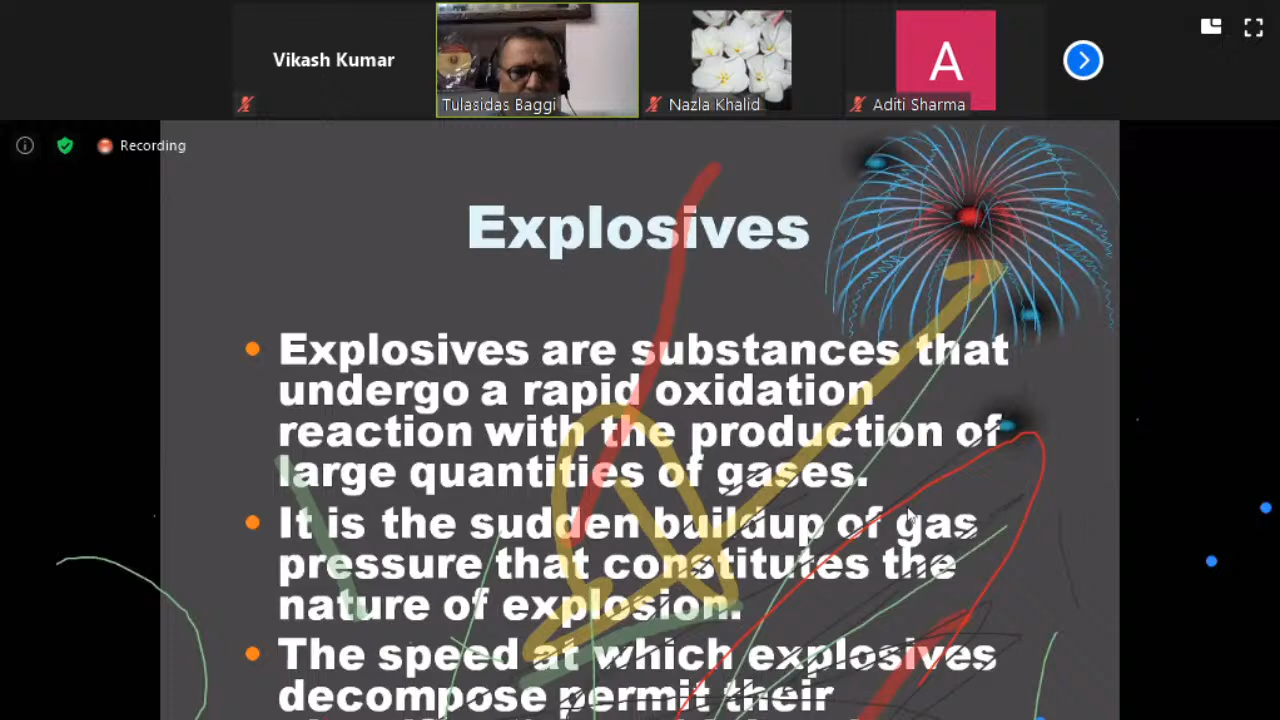 Vikash Kumar
Tulasidas Baggi
Nazla Khalid
A
Aditi Sharma
Recording
Explosives
Explosives are substances that
undergo a rapid oxidation
reaction with the production of
large quantities of gases.
It is the sudden buildup of gas
pressure that constitutes the
nature of explosion.
The speed at which explosives
decompose permit their